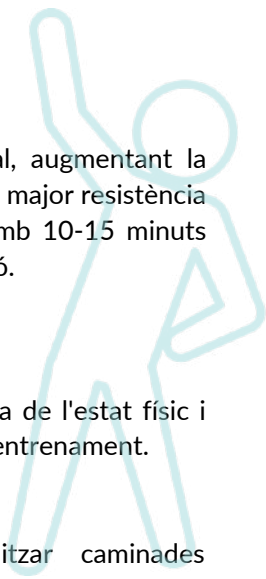 al, augmentant la
major resistència
mb 10-15 minuts
ó.
a de l'estat físic i
entrenament.
itzar caminades